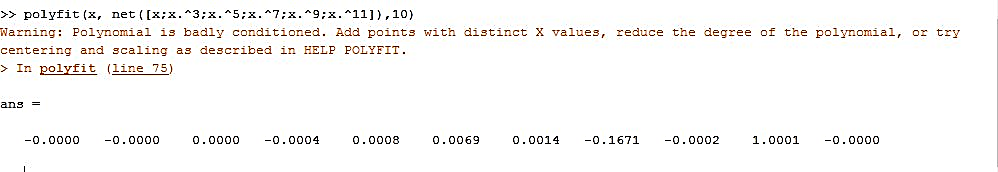 >> polyfit(x, net([x;x.^3;x.^5;x.^7;x.^9;x.^11]),10)
Warning: Polynomial is badly conditioned. Add points with distinct X values, reduce the degree of the polynomial, or try
centering and scaling as described in HELP POLYFIT.
> In polyfit (line 75)
ans =
-0.0000 -0.0000 0.0000 -0.0004 0.0008 0.0069 0.0014 -0.1671 -0.0002 1.0001 -0.0000